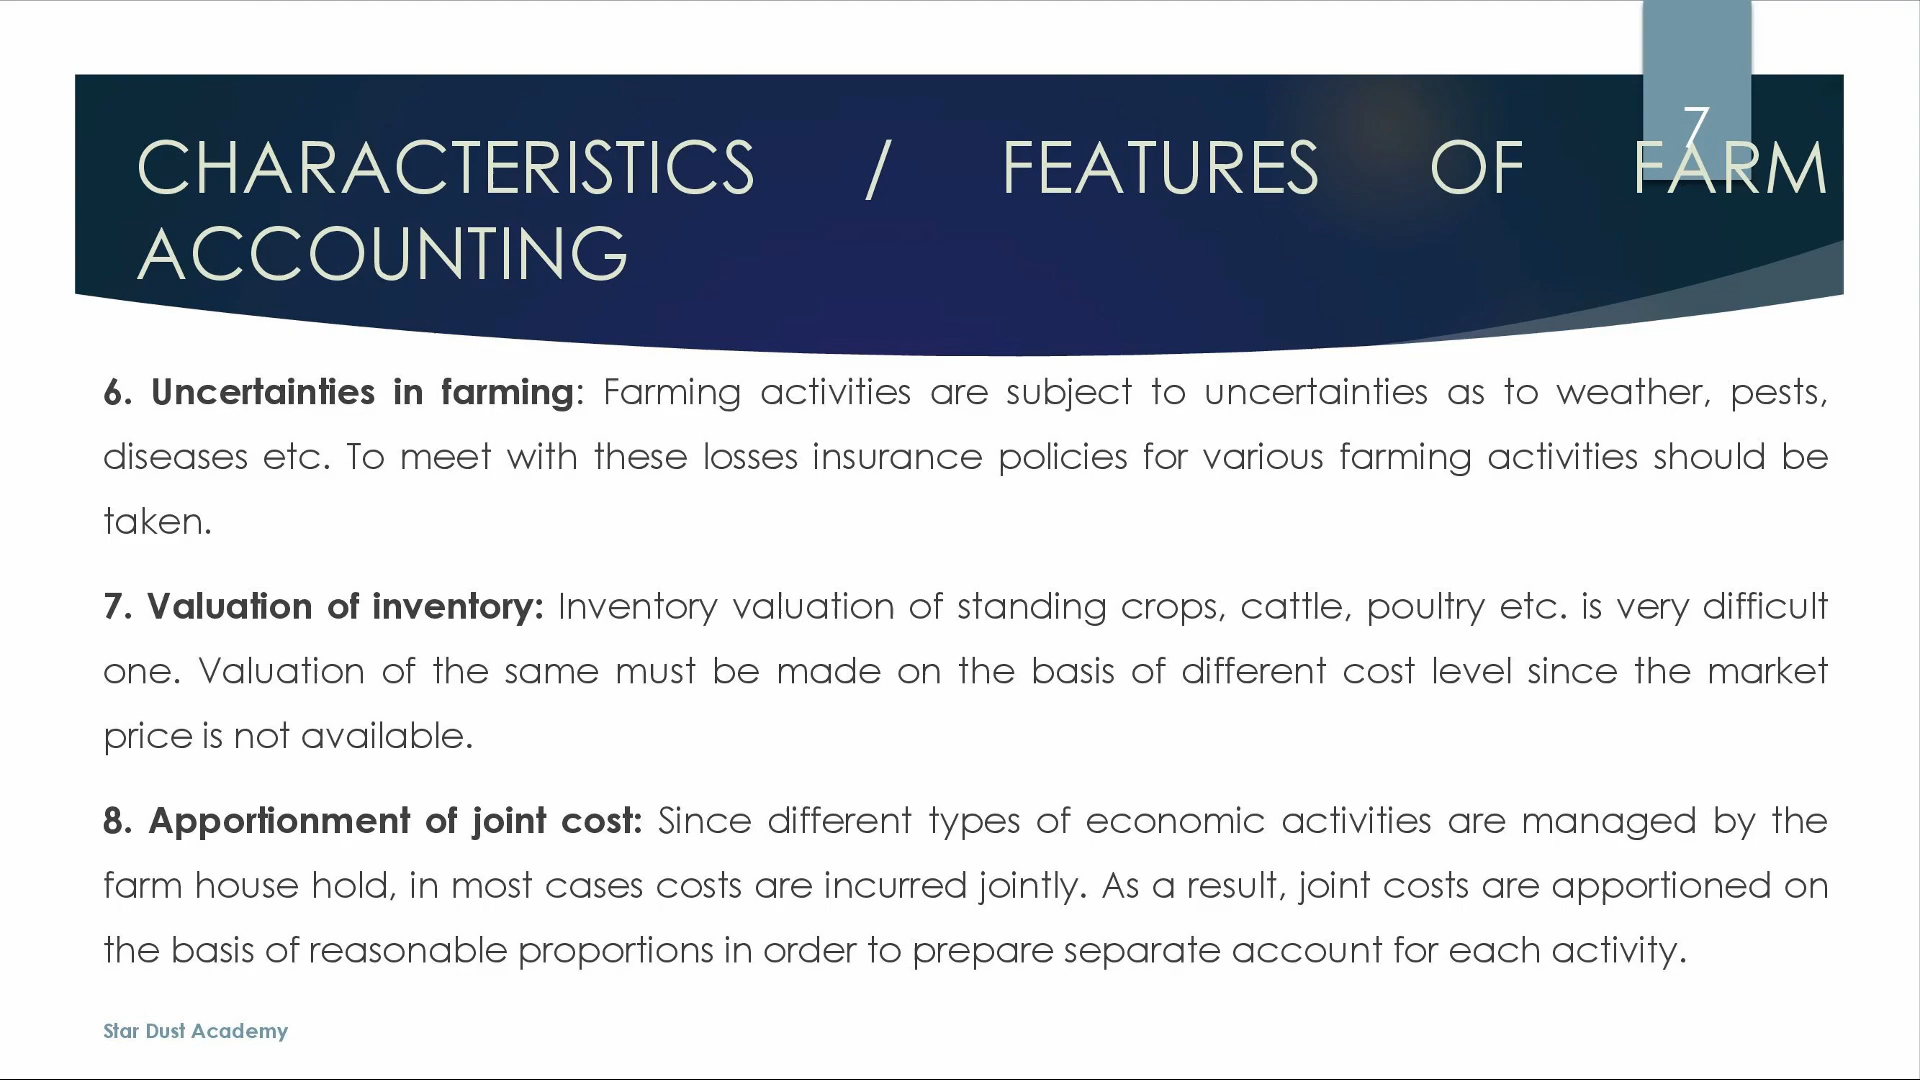 7
CHARACTERISTICS / FEATURES OF FARM
ACCOUNTING
6. Uncertainties in farming: Farming activities are subject to uncertainties as to weather, pests,
diseases etc. To meet with these losses insurance policies for various farming activities should be
taken.
7. Valuation of inventory: Inventory valuation of standing crops, cattle, poultry etc. is very difficult
one. Valuation of the same must be made on the basis of different cost level since the market
price is not available.
8. Apportionment of joint cost: Since different types of economic activities are managed by the
farm house hold, in most cases costs are incurred jointly. As a result, joint costs are apportioned on
the basis of reasonable proportions in order to prepare separate account for each activity.
Star Dust Academy